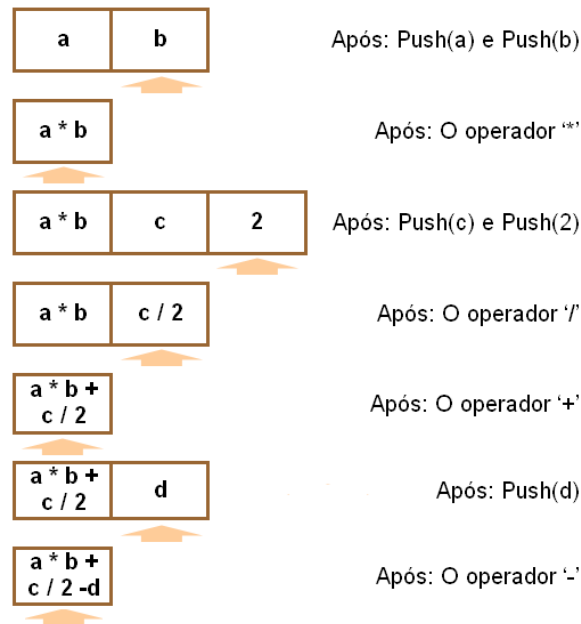 a b Após: Push(a) e Push(b)
a * b Após: O operador ‘*’
a * b c 2 Após: Push(c) e Push(2)
a * b c / 2 Após: O operador ‘/’
a * b +
c / 2
Após: O operador ‘+’
a * b +
c / 2
d Após: Push(d)
a * b +
c / 2 -d
Após: O operador ‘-’